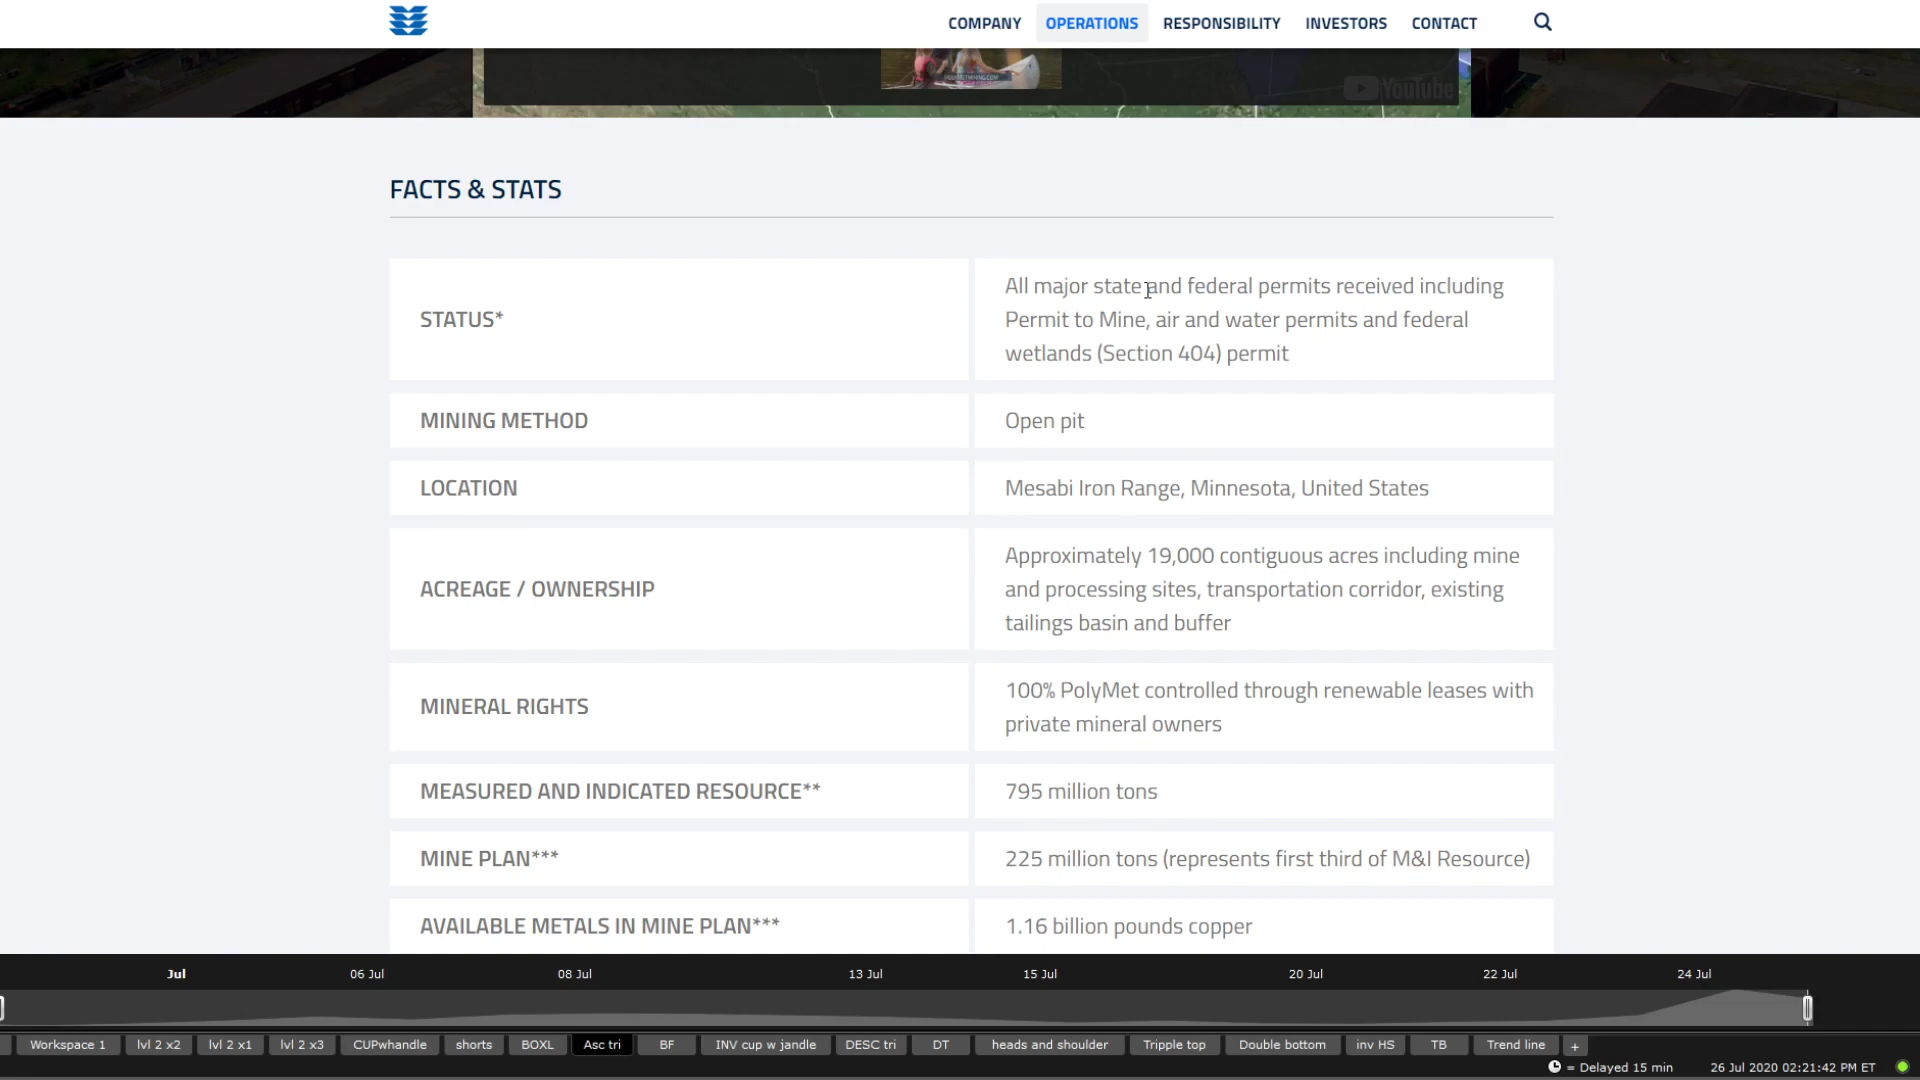 COMPANY OPERATIONS RESPONSIBILITY INVESTORS CONTACT
POLYMETMINING.COM
YouTube
FACTS & STATS
STATUS*
All major state and federal permits received including
Permit to Mine, air and water permits and federal
wetlands (Section 404) permit
MINING METHOD
Open pit
LOCATION
Mesabi Iron Range, Minnesota, United States
ACREAGE / OWNERSHIP
Approximately 19,000 contiguous acres including mine
and processing sites, transportation corridor, existing
tailings basin and buffer
MINERAL RIGHTS
100% PolyMet controlled through renewable leases with
private mineral owners
MEASURED AND INDICATED RESOURCE**
795 million tons
MINE PLAN***
225 million tons (represents first third of M&I Resource)
AVAILABLE METALS IN MINE PLAN***
1.16 billion pounds copper
Jul 06 Jul 08 Jul 13 Jul 15 Jul 20 Jul 22 Jul 24 Jul
Workspace 1 lvl 2 x2 lvl 2 x1 lvl 2 x3 CUPwhandle shorts BOXL Asc tri BF INV cup w jandle DESC tri DT heads and shoulder Tripple top Double bottom inv HS TB Trend line +
= Delayed 15 min 26 Jul 2020 02:21:42 PM ET